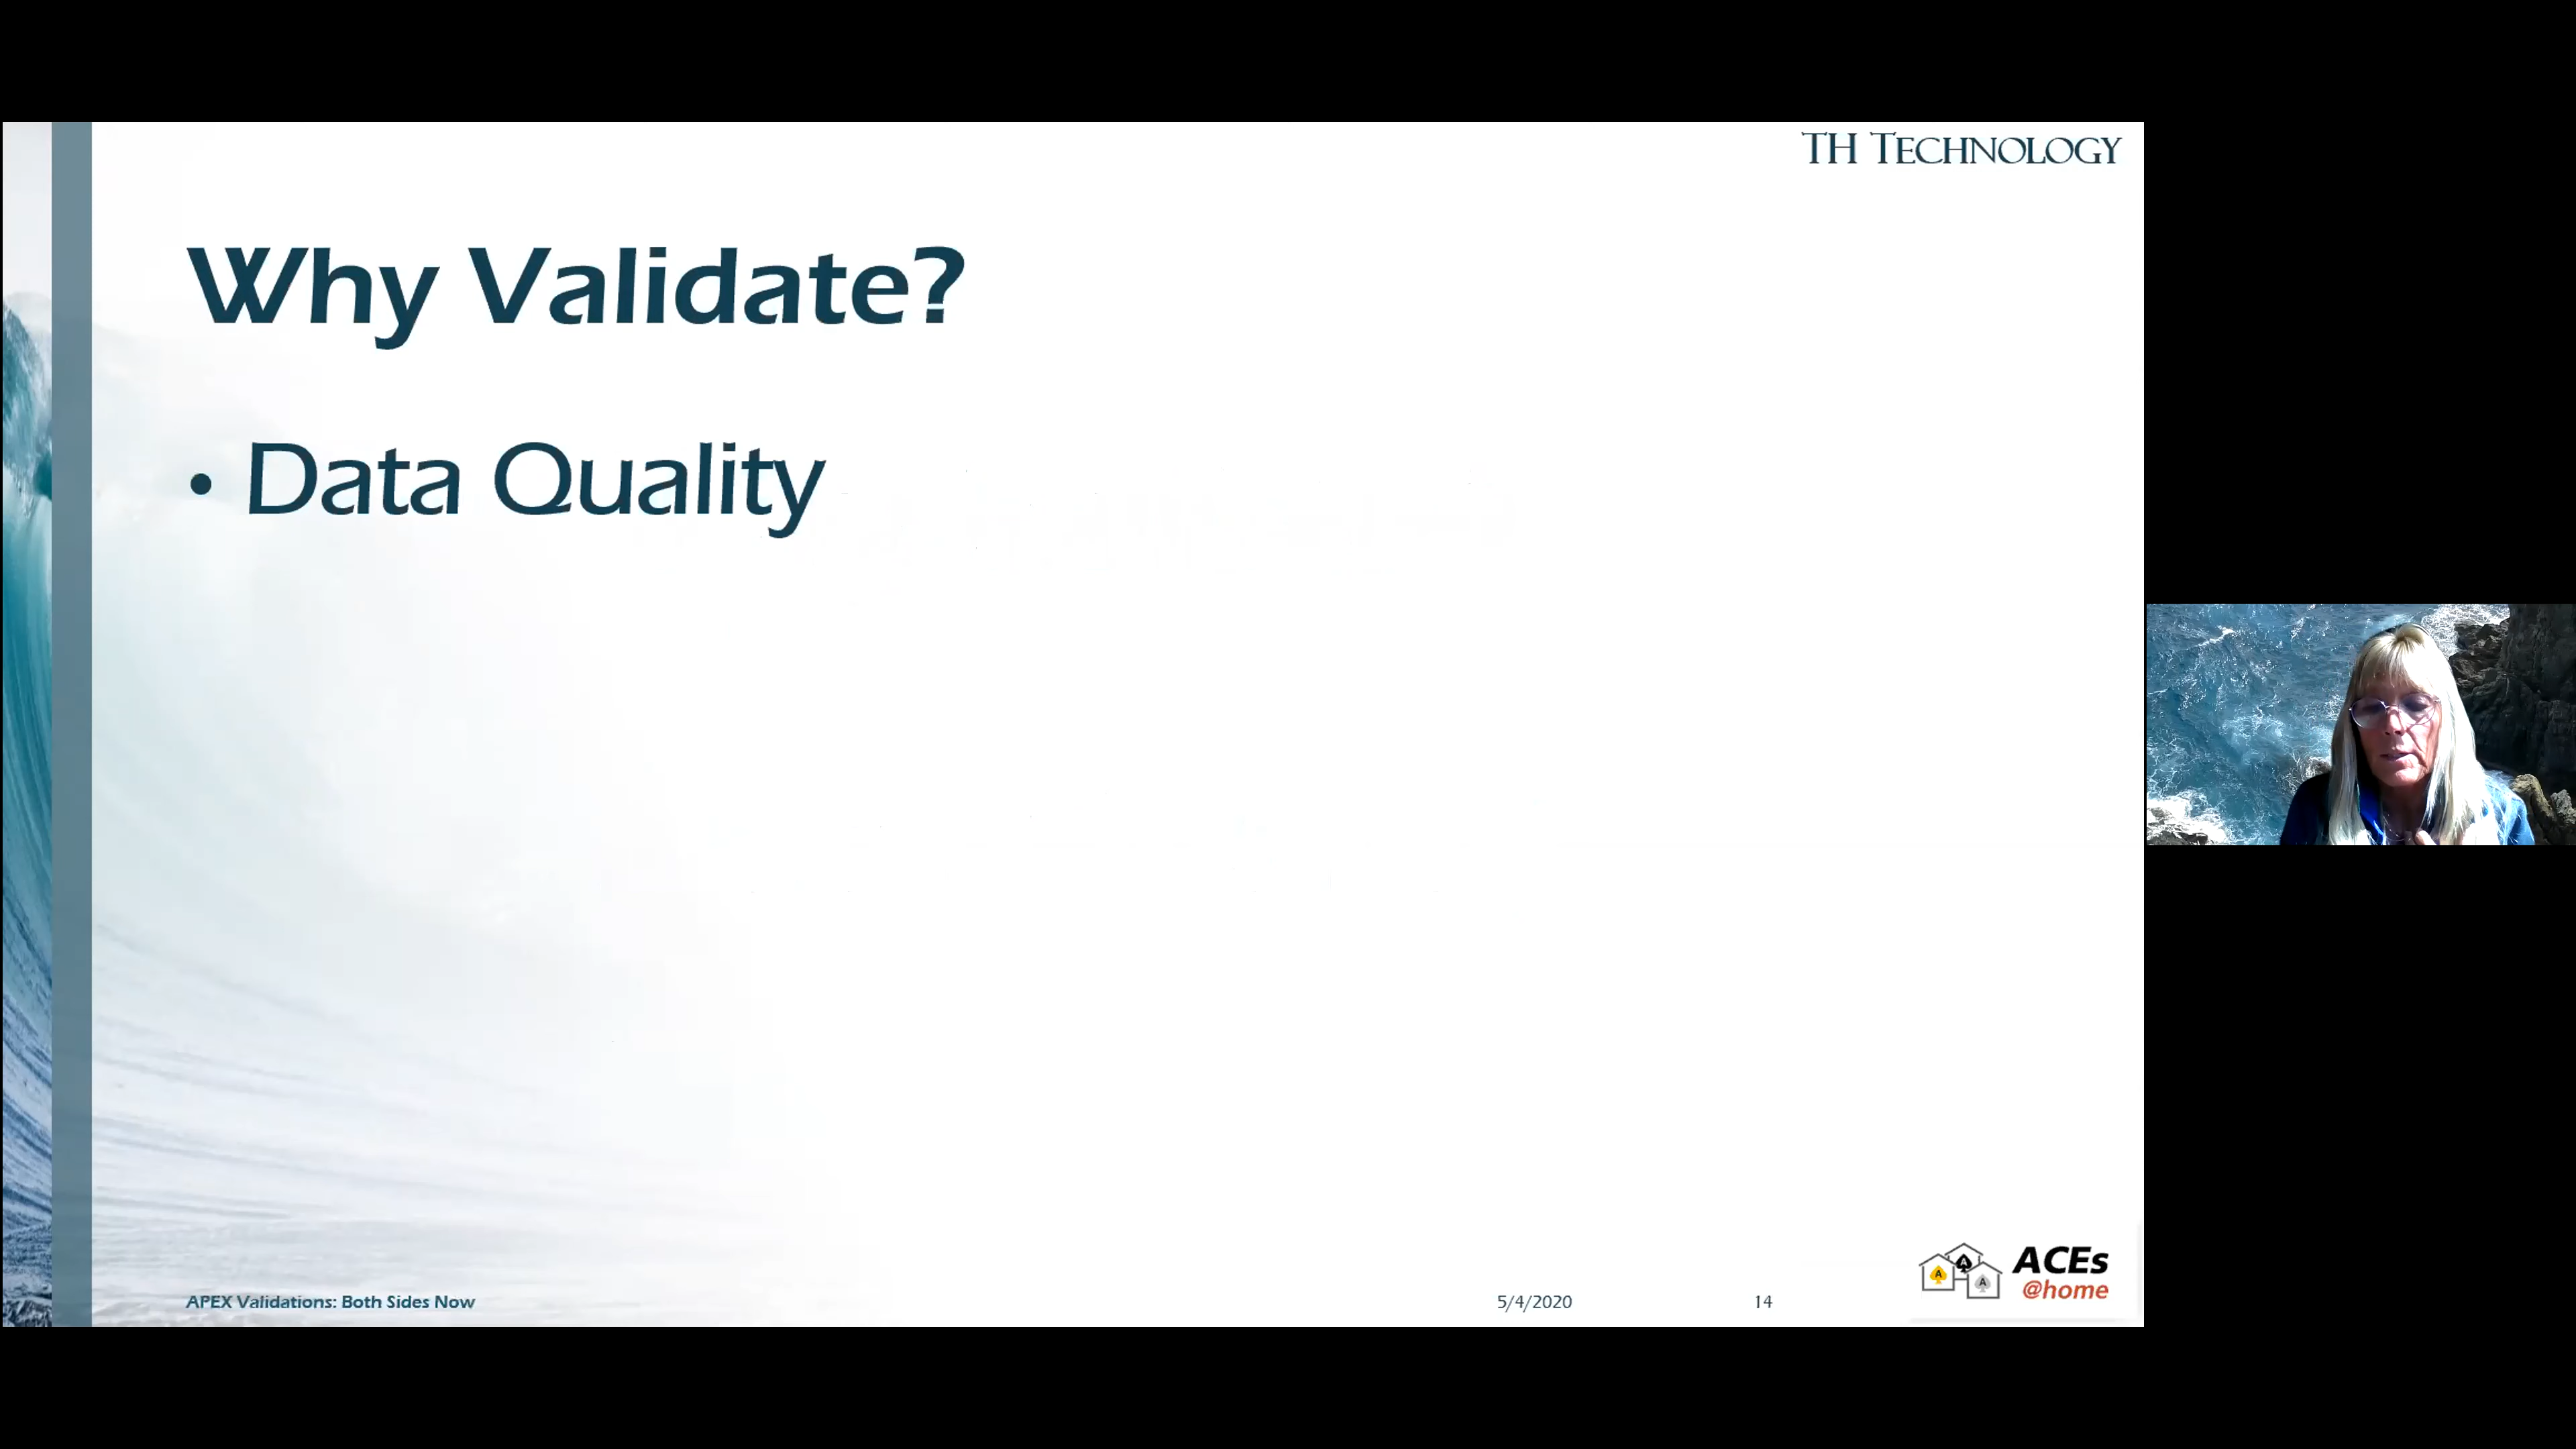 TH TECHNOLOGY
Why Validate?
• Data Quality
APEX Validations: Both Sides Now
5/4/2020
14
ACEs
@home